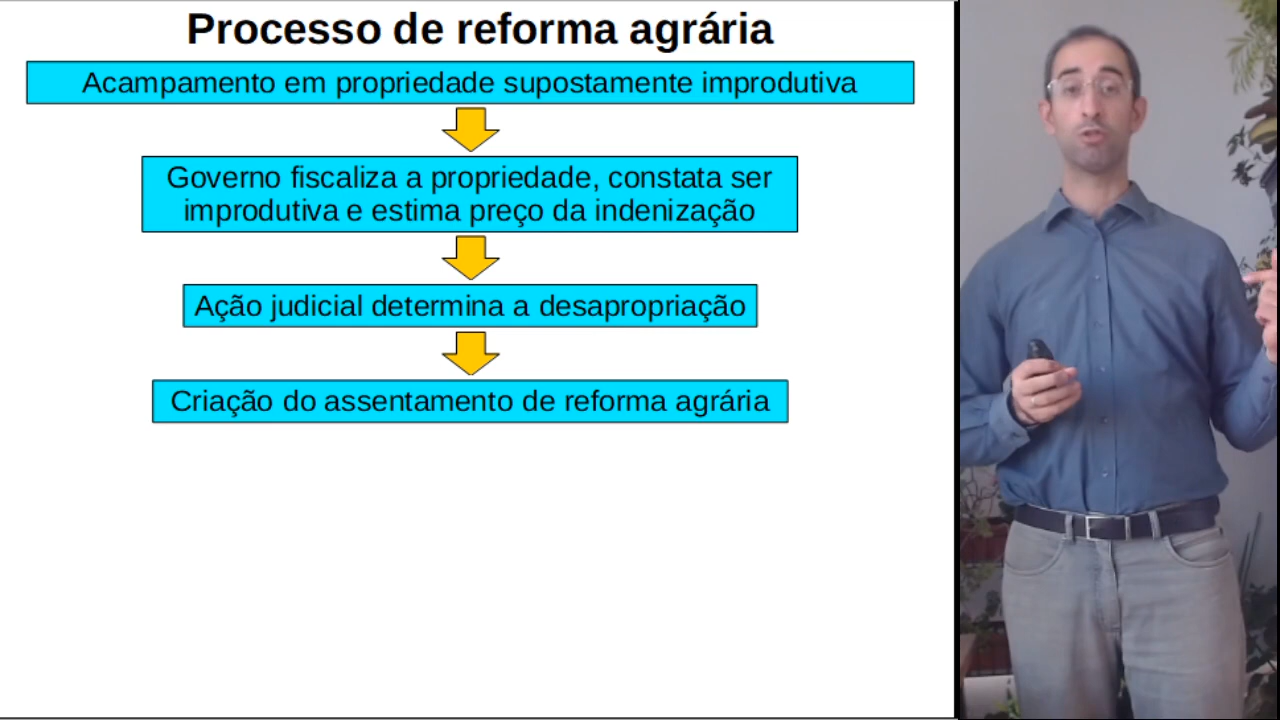 Processo de reforma agrária
Acampamento em propriedade supostamente improdutiva
Governo fiscaliza a propriedade, constata ser
improdutiva e estima preço da indenização
Ação judicial determina a desapropriação
Criação do assentamento de reforma agrária